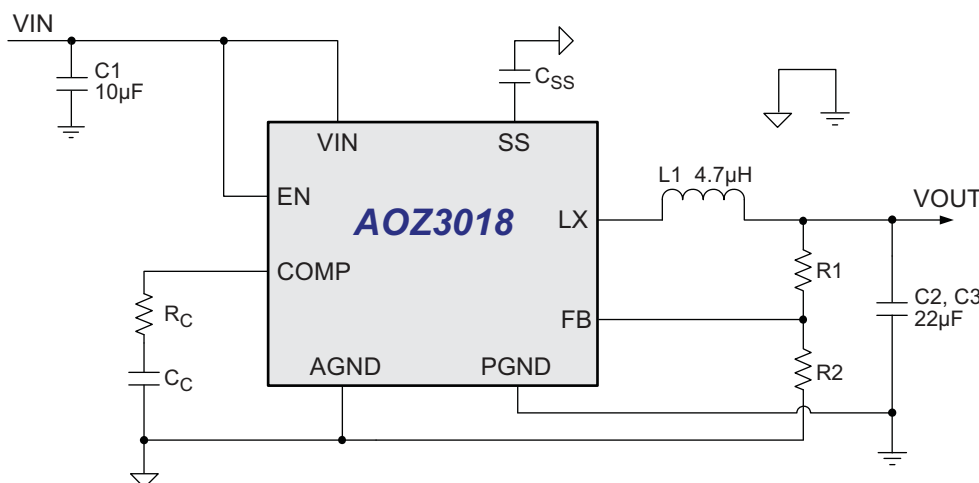 VIN
C1
10µF
CSS
VIN
SS
L1 4.7µH
VOUT
EN
LX
AOZ3018
COMP
R1
RC
FB
C2, C3
22µF
CC
AGND
PGND
R2